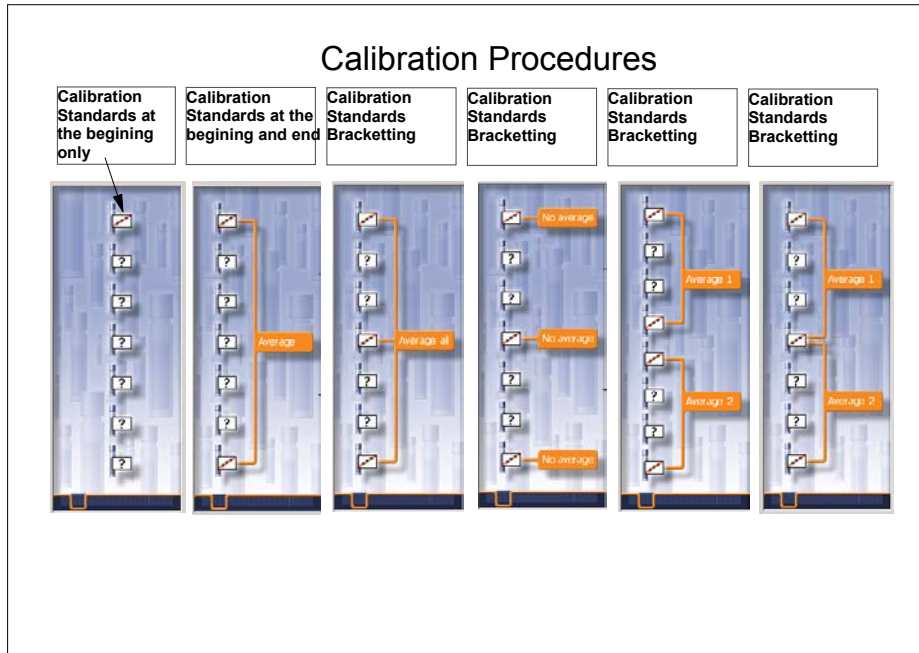 Calibration Procedures
Calibration
Standards at
the begining
only
Calibration
Standards at the
begining and end
Calibration
Standards
Bracketting
Calibration
Standards
Bracketting
Calibration
Standards
Bracketting
Calibration
Standards
Bracketting
?
?
?
?
?
?
?
?
?
?
?
Average
?
?
?
?
Average all
No average
?
?
No average
?
?
No average
?
?
Average 1
?
?
Average 2
?
?
Average 1
?
?
Average 2